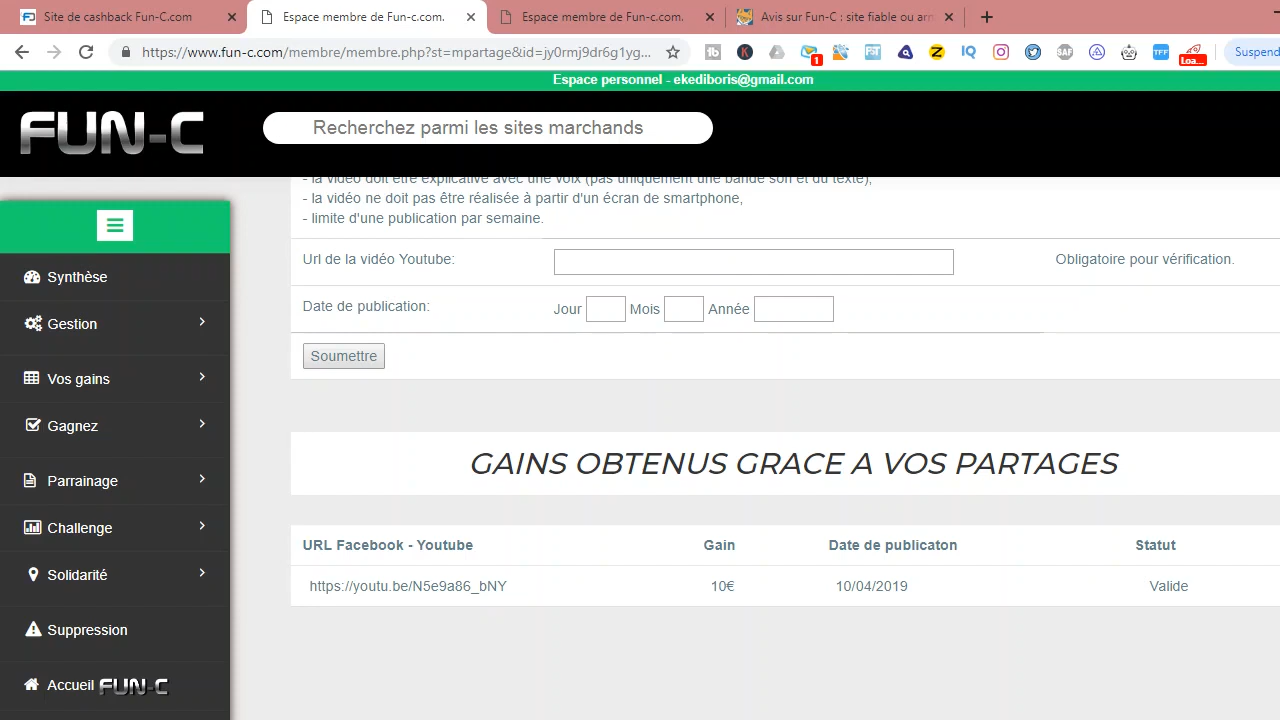 Site de cashback Fun-C.com
Espace membre de Fun-c.com.
Espace membre de Fun-c.com.
Avis sur Fun-C : site fiable ou arn
https://www.fun-c.com/membre/membre.php?st=mpartage&id=jy0rmj9dr6g1yg...
1
Loa...
Suspend
Espace personnel - ekediboris@gmail.com
FUN-C
Recherchez parmi les sites marchands
- la vidéo doit être explicative avec une voix (pas uniquement une bande son et du texte),
- la vidéo ne doit pas être réalisée à partir d'un écran de smartphone,
- limite d'une publication par semaine.
Url de la vidéo Youtube:
Obligatoire pour vérification.
Date de publication:
Jour Mois Année
Soumettre
Synthèse
Gestion
Vos gains
Gagnez
Parrainage
Challenge
Solidarité
Suppression
Accueil FUN-C
GAINS OBTENUS GRACE A VOS PARTAGES
URL Facebook - Youtube Gain Date de publicaton Statut
https://youtu.be/N5e9a86_bNY 10€ 10/04/2019 Valide